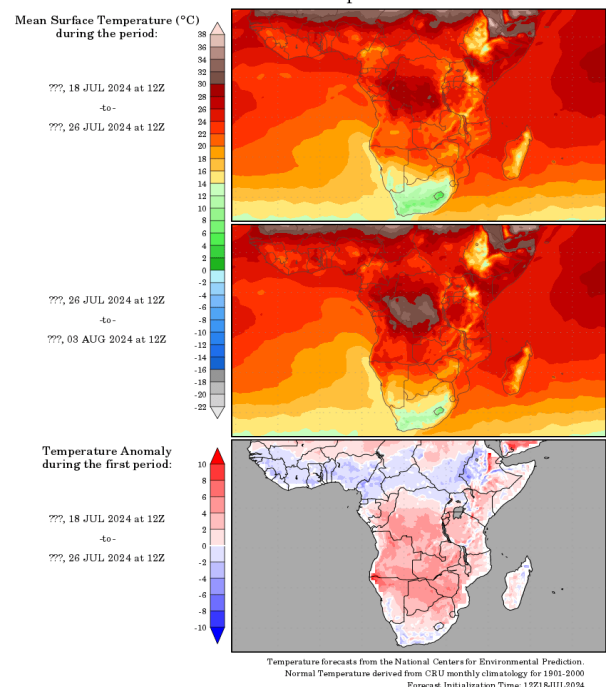 Mean Surface Temperature (°C)
during the period:
???, 18 JUL 2024 at 12Z
-to-
???, 26 JUL 2024 at 12Z
38
36
34
32
30
28
26
24
22
20
18
16
14
12
10
8
6
4
2
0
-2
-4
-6
-8
-10
-12
-14
-16
-18
-20
-22
???, 26 JUL 2024 at 12Z
-to-
???, 03 AUG 2024 at 12Z
Temperature Anomaly
during the first period:
???, 18 JUL 2024 at 12Z
-to-
???, 26 JUL 2024 at 12Z
10
8
6
4
2
0
-2
-4
-6
-8
-10
Temperature forecasts from the National Centers for Environmental Prediction.
Normal Temperature derived from CRU monthly climatology for 1901-2000
Forecast Initialization Time: 12Z18JUL2024